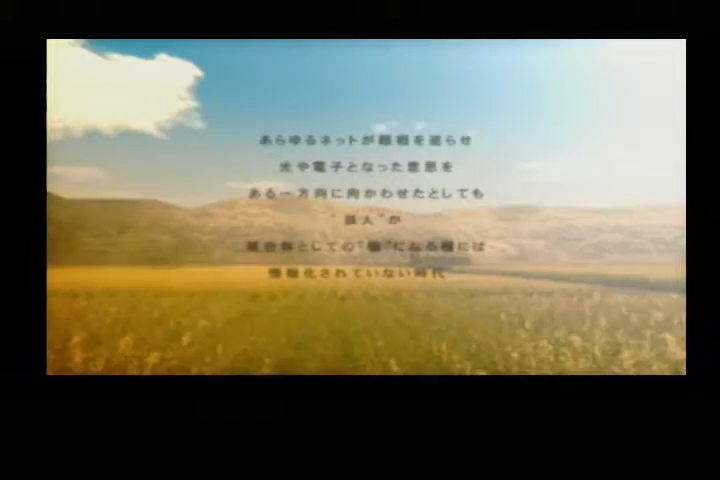 あらゆるネットが眼根を巡らせ
光や電子となった意思を
ある一方向に向かわせたとしても
“孤人”が
複合体としての“個”になる程には
情報化されていない時代